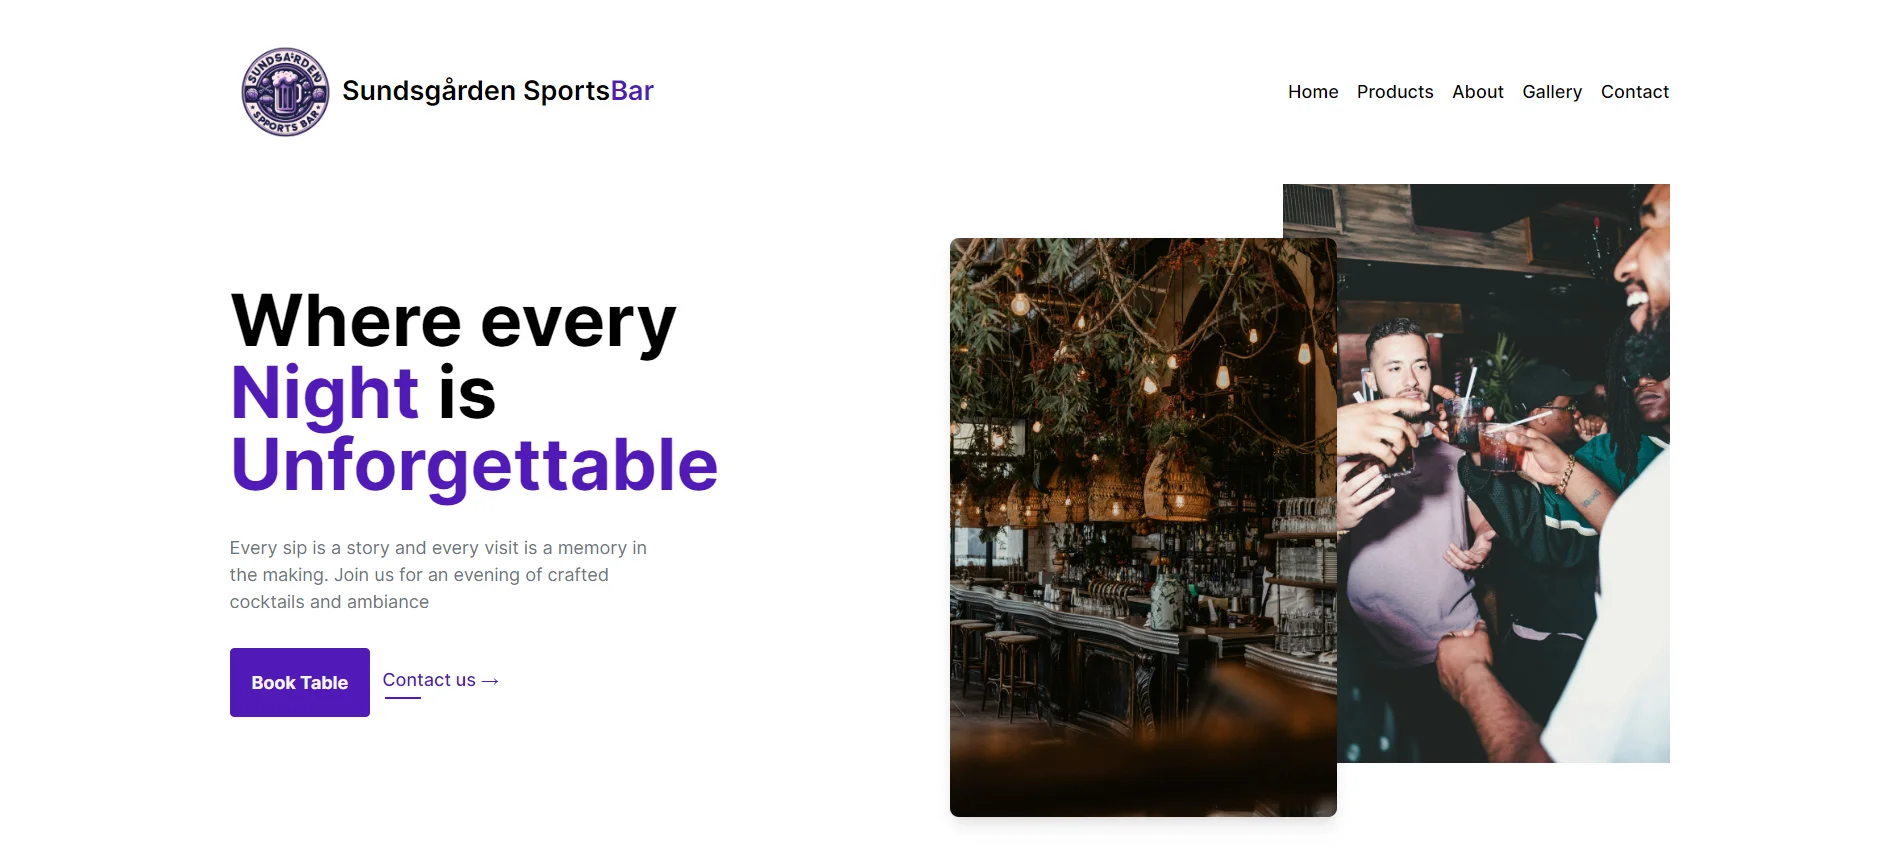 SUNDSGÅRDEN
SPPORTS BAR
Sundsgården SportsBar
Home Products About Gallery Contact
Where every
Night is
Unforgettable
Every sip is a story and every visit is a memory in
the making. Join us for an evening of crafted
cocktails and ambiance
Book Table Contact us →